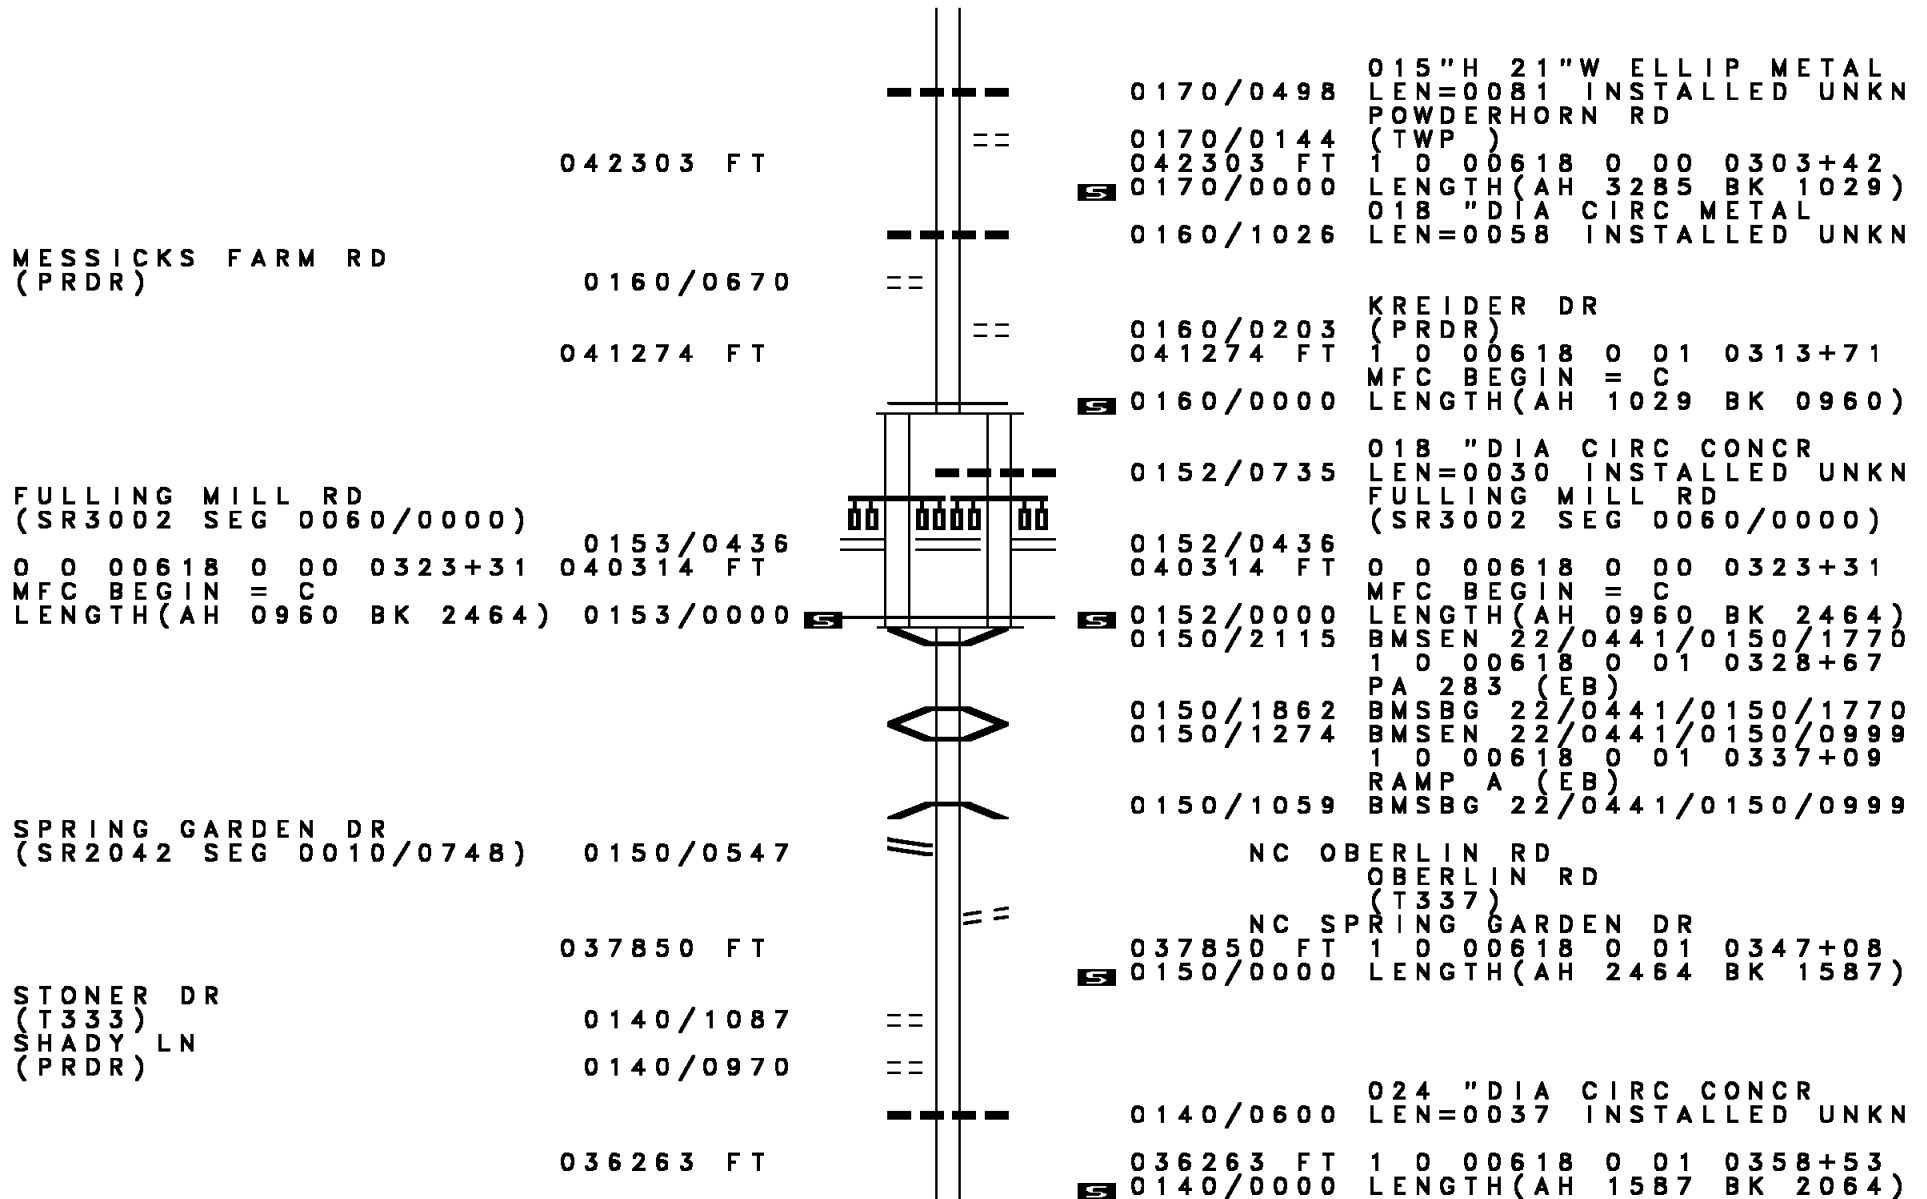 015"H 21"W ELLIP METAL
0170/0498 LEN=0081 INSTALLED UNKN
POWDERHORN RD
0170/0144 (TWP )
042303 FT 042303 FT 1 0 00618 0 00 0303+42
S 0170/0000 LENGTH(AH 3285 BK 1029)
018 "DIA CIRC METAL
0160/1026 LEN=0058 INSTALLED UNKN
MESSICKS FARM RD
(PRDR) 0160/0670
KREIDER DR
0160/0203 (PRDR)
041274 FT 041274 FT 1 0 00618 0 01 0313+71
MFC BEGIN = C
S 0160/0000 LENGTH(AH 1029 BK 0960)
018 "DIA CIRC CONCR
0152/0735 LEN=0030 INSTALLED UNKN
FULLING MILL RD FULLING MILL RD
(SR3002 SEG 0060/0000) (SR3002 SEG 0060/0000)
0153/0436 0152/0436
0 0 00618 0 00 0323+31 040314 FT 040314 FT 0 0 00618 0 00 0323+31
MFC BEGIN = C MFC BEGIN = C
LENGTH(AH 0960 BK 2464) 0153/0000 S S 0152/0000 LENGTH(AH 0960 BK 2464)
0150/2115 BMSEN 22/0441/0150/1770
1 0 00618 0 01 0328+67
PA 283 (EB)
0150/1862 BMSBG 22/0441/0150/1770
0150/1274 BMSEN 22/0441/0150/0999
1 0 00618 0 01 0337+09
RAMP A (EB)
0150/1059 BMSBG 22/0441/0150/0999
SPRING GARDEN DR
(SR2042 SEG 0010/0748) 0150/0547 NC OBERLIN RD
OBERLIN RD
(T337)
NC SPRING GARDEN DR
037850 FT 037850 FT 1 0 00618 0 01 0347+08
S 0150/0000 LENGTH(AH 2464 BK 1587)
STONER DR
(T333) 0140/1087
SHADY LN
(PRDR) 0140/0970
024 "DIA CIRC CONCR
0140/0600 LEN=0037 INSTALLED UNKN
036263 FT 036263 FT 1 0 00618 0 01 0358+53
S 0140/0000 LENGTH(AH 1587 BK 2064)